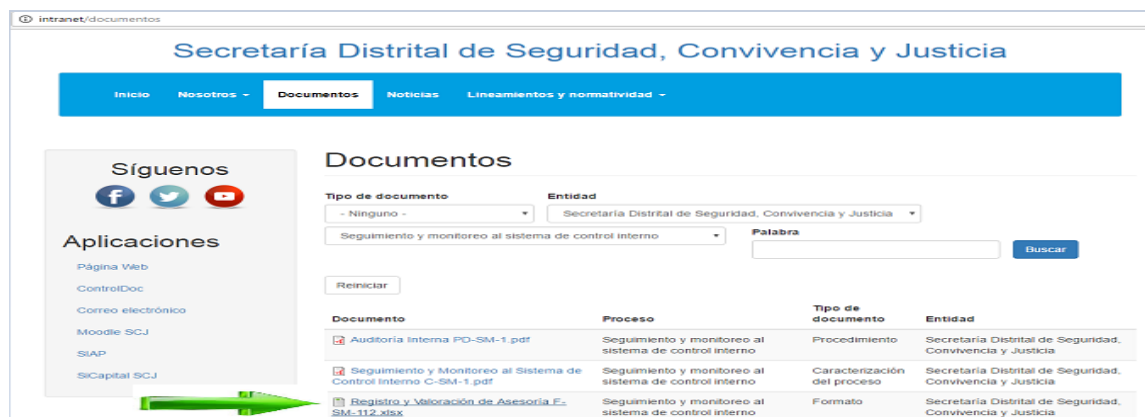 intranet/documentos
Secretaría Distrital de Seguridad, Convivencia y Justicia
Inicio Nosotros Documentos Noticias Lineamientos y normatividad
Síguenos
Documentos
Tipo de documento Entidad
- Ninguno - Secretaría Distrital de Seguridad, Convivencia y Justicia
Seguimiento y monitoreo al sistema de control interno Palabra
Buscar
Reiniciar
Aplicaciones
Página Web
ControlDoc
Correo electrónico
Moodle SCJ
SIAP
SiCapital SCJ
Documento Proceso Tipo de documento Entidad
Auditoría Interna PD-SM-1.pdf Seguimiento y monitoreo al Procedimiento Secretaría Distrital de Seguridad,
sistema de control interno Convivencia y Justicia
Seguimiento y Monitoreo al Sistema de Seguimiento y monitoreo al Caracterización Secretaría Distrital de Seguridad,
Control Interno C-SM-1.pdf sistema de control interno del proceso Convivencia y Justicia
Registro y Valoración de Asesoría F- Seguimiento y monitoreo al Formato Secretaría Distrital de Seguridad,
SM-112.xlsx sistema de control interno Convivencia y Justicia